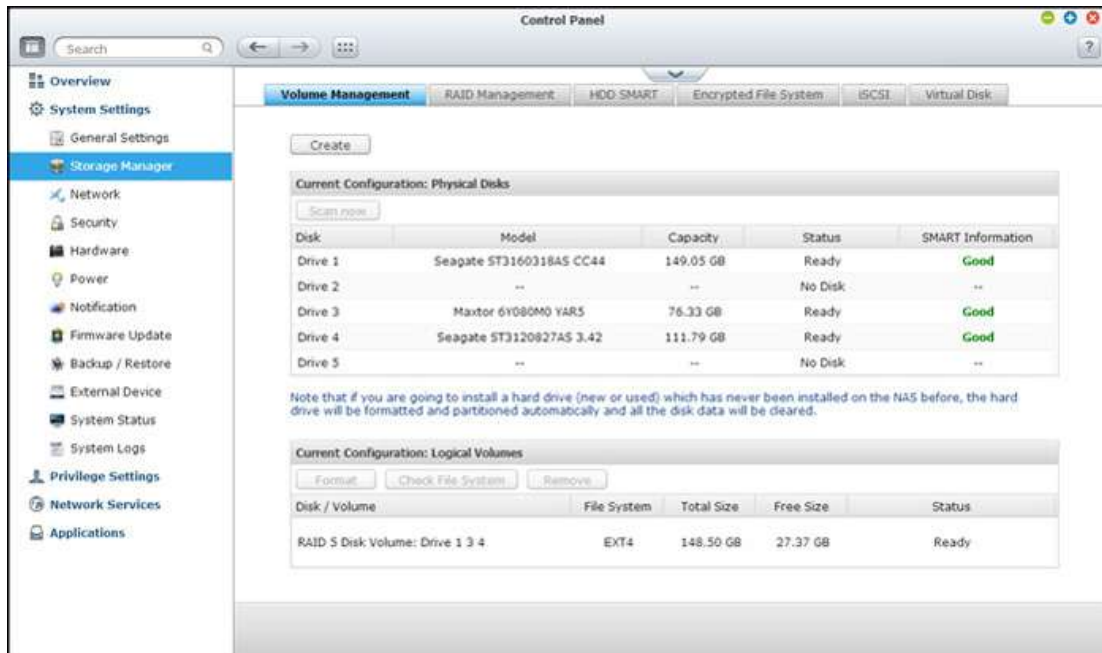 Control Panel
Search
?
Overview
System Settings
General Settings
Storage Manager
Network
Security
Hardware
Power
Notification
Firmware Update
Backup / Restore
External Device
System Status
System Logs
Privilege Settings
Network Services
Applications
Volume Management RAID Management HDD SMART Encrypted File System iSCSI Virtual Disk
Create
Current Configuration: Physical Disks
Scan now
Disk Model Capacity Status SMART Information
Drive 1 Seagate ST3160318AS CC44 149.05 GB Ready Good
Drive 2 -- -- No Disk --
Drive 3 Maxtor 6Y080M0 YAR5 76.33 GB Ready Good
Drive 4 Seagate ST3120827AS 3.42 111.79 GB Ready Good
Drive 5 -- -- No Disk --
Note that if you are going to install a hard drive (new or used) which has never been installed on the NAS before, the hard
drive will be formatted and partitioned automatically and all the disk data will be cleared.
Current Configuration: Logical Volumes
Format Check File System Remove
Disk / Volume File System Total Size Free Size Status
RAID 5 Disk Volume: Drive 1 3 4 EXT4 148.50 GB 27.37 GB Ready